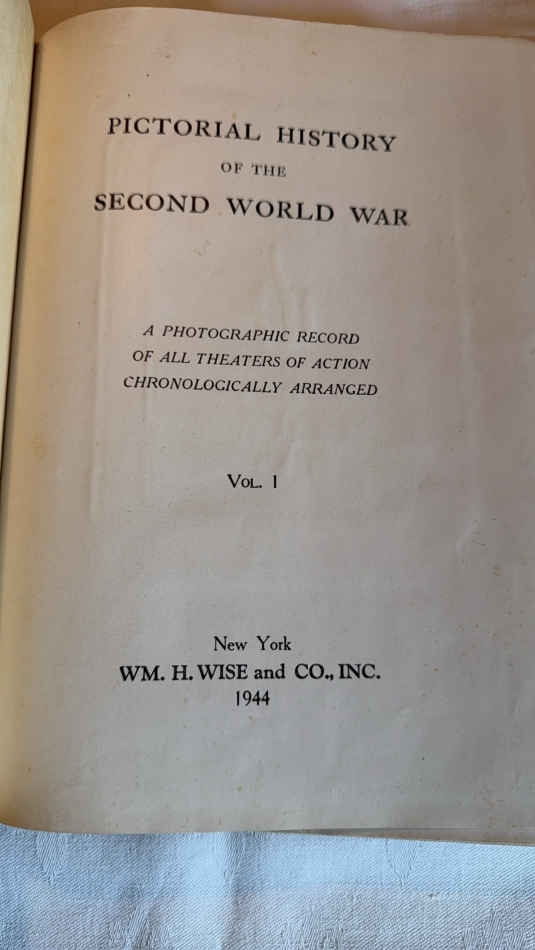 PICTORIAL HISTORY
OF THE
SECOND WORLD WAR
A PHOTOGRAPHIC RECORD
OF ALL THEATERS OF ACTION
CHRONOLOGICALLY ARRANGED
VOL. 1
New York
WM. H. WISE and CO., INC.
1944